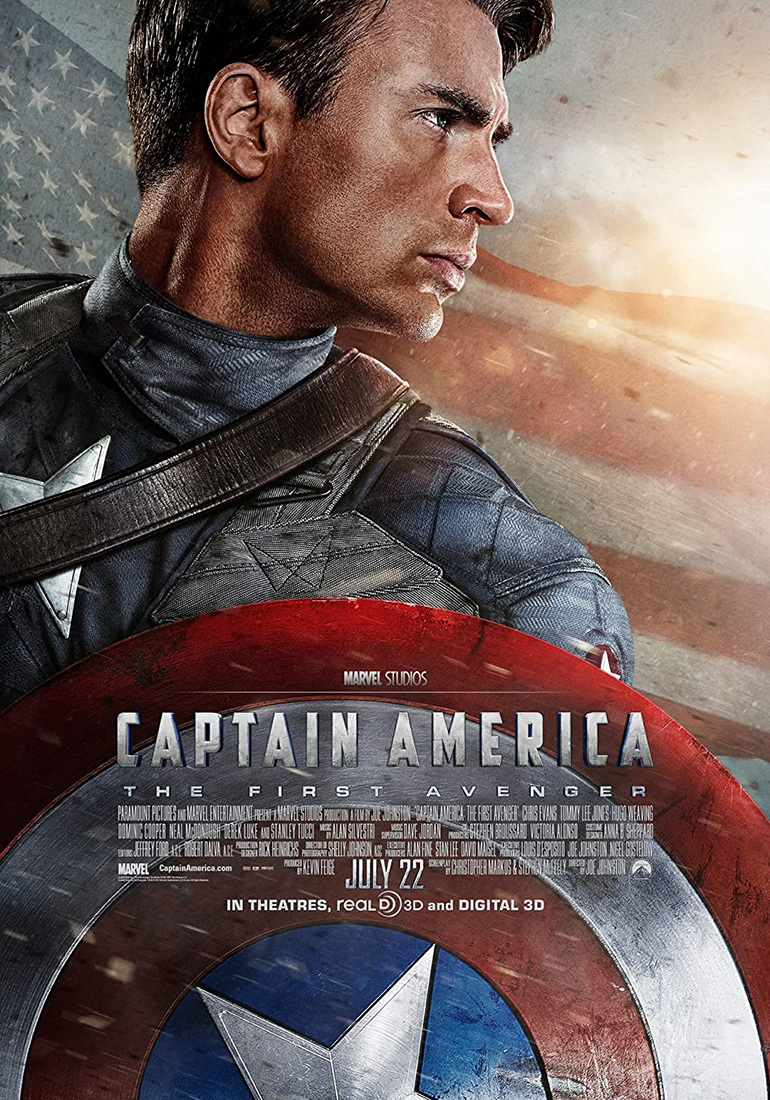 MARVEL STUDIOS
CAPTAIN AMERICA
THE FIRST AVENGER
PARAMOUNT PICTURES AND MARVEL ENTERTAINMENT PRESENT A MARVEL STUDIOS PRODUCTION A FILM BY JOE JOHNSTON "CAPTAIN AMERICA: THE FIRST AVENGER" CHRIS EVANS TOMMY LEE JONES HUGO WEAVING
DOMINIC COOPER NEAL McDONOUGH DEREK LUKE AND STANLEY TUCCI MUSIC BY ALAN SILVESTRI MUSIC SUPERVISOR DAVE JORDAN STEPHEN BROUSSARD VICTORIA ALONSO COSTUME ANNA B. SHEPPARD
EDITORS JEFFREY FORD, A.C.E. ROBERT DALVA, A.C.E. PRODUCTION DESIGNER RICK HEINRICHS DIRECTOR OF PHOTOGRAPHY SHELLY JOHNSON, ASC EXECUTIVE PRODUCERS ALAN FINE STAN LEE DAVID MAISEL EXECUTIVE PRODUCERS LOUIS D'ESPOSITO JOE JOHNSTON NIGEL GOSTELOW
MARVEL CaptainAmerica.com PRODUCED BY KEVIN FEIGE SCREENPLAY BY CHRISTOPHER MARKUS & STEPHEN McFEELY DIRECTED BY JOE JOHNSTON
JULY 22
IN THEATRES, REAL D 3D and DIGITAL 3D